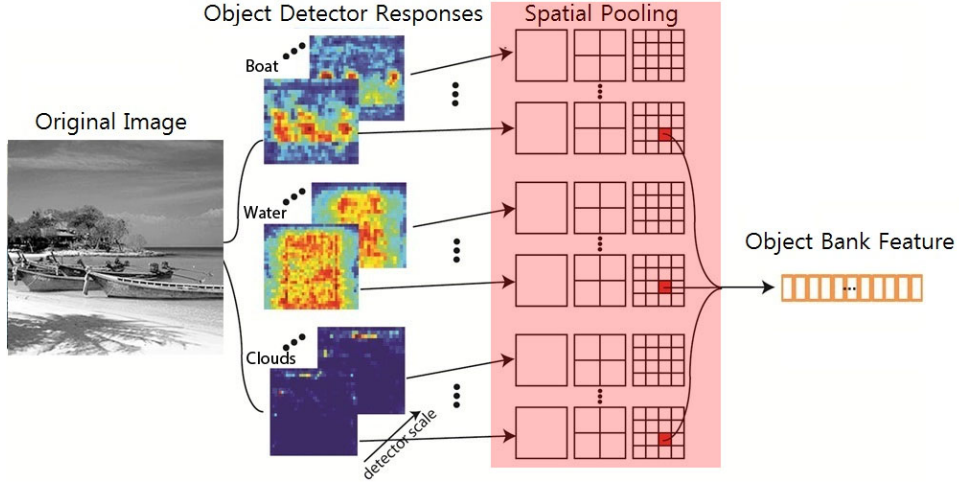 Object Detector Responses
Spatial Pooling
Boat
Original Image
Water
Object Bank Feature
Clouds
detector scale